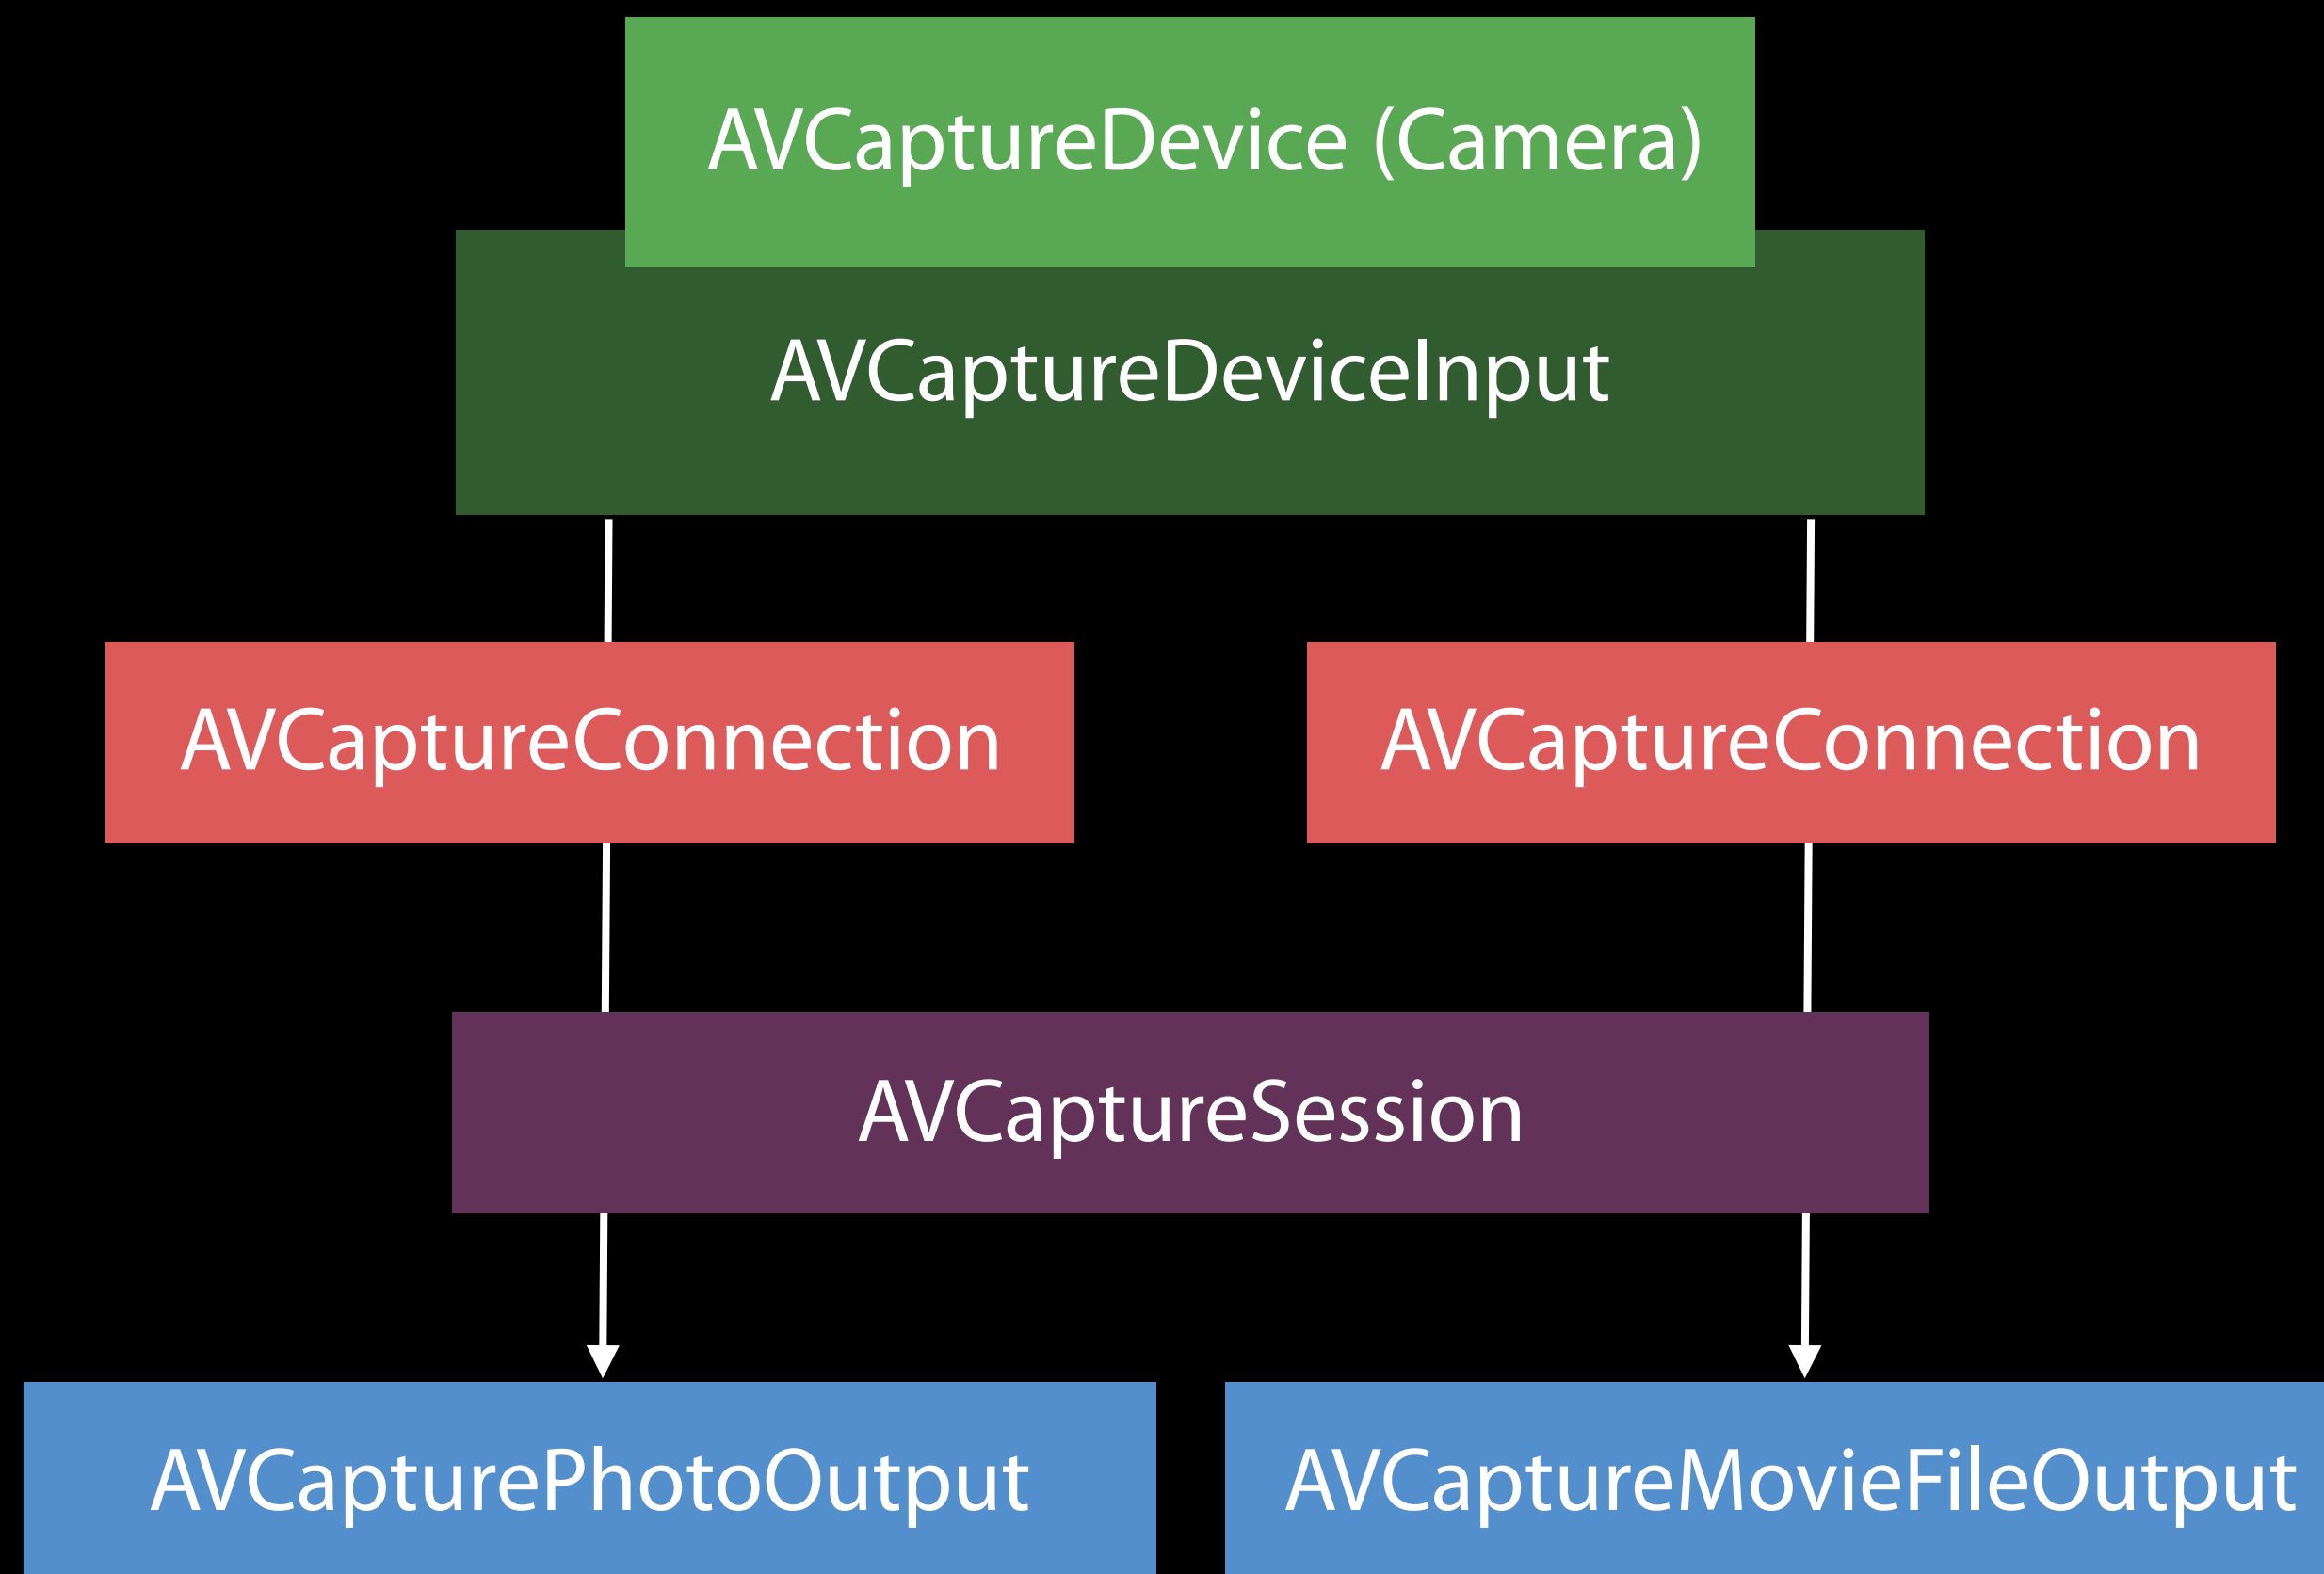 AVCaptureDevice (Camera)
AVCaptureDeviceInput
AVCaptureConnection
AVCaptureConnection
AVCaptureSession
AVCapturePhotoOutput
AVCaptureMovieFileOutput